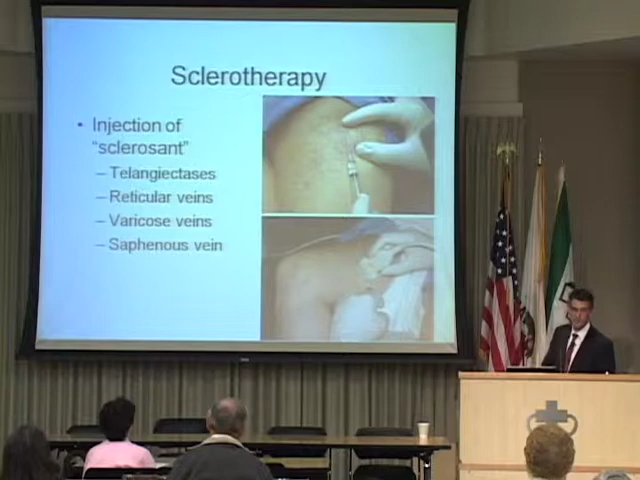 Sclerotherapy
• Injection of
"sclerosant"
– Telangiectases
– Reticular veins
– Varicose veins
– Saphenous vein